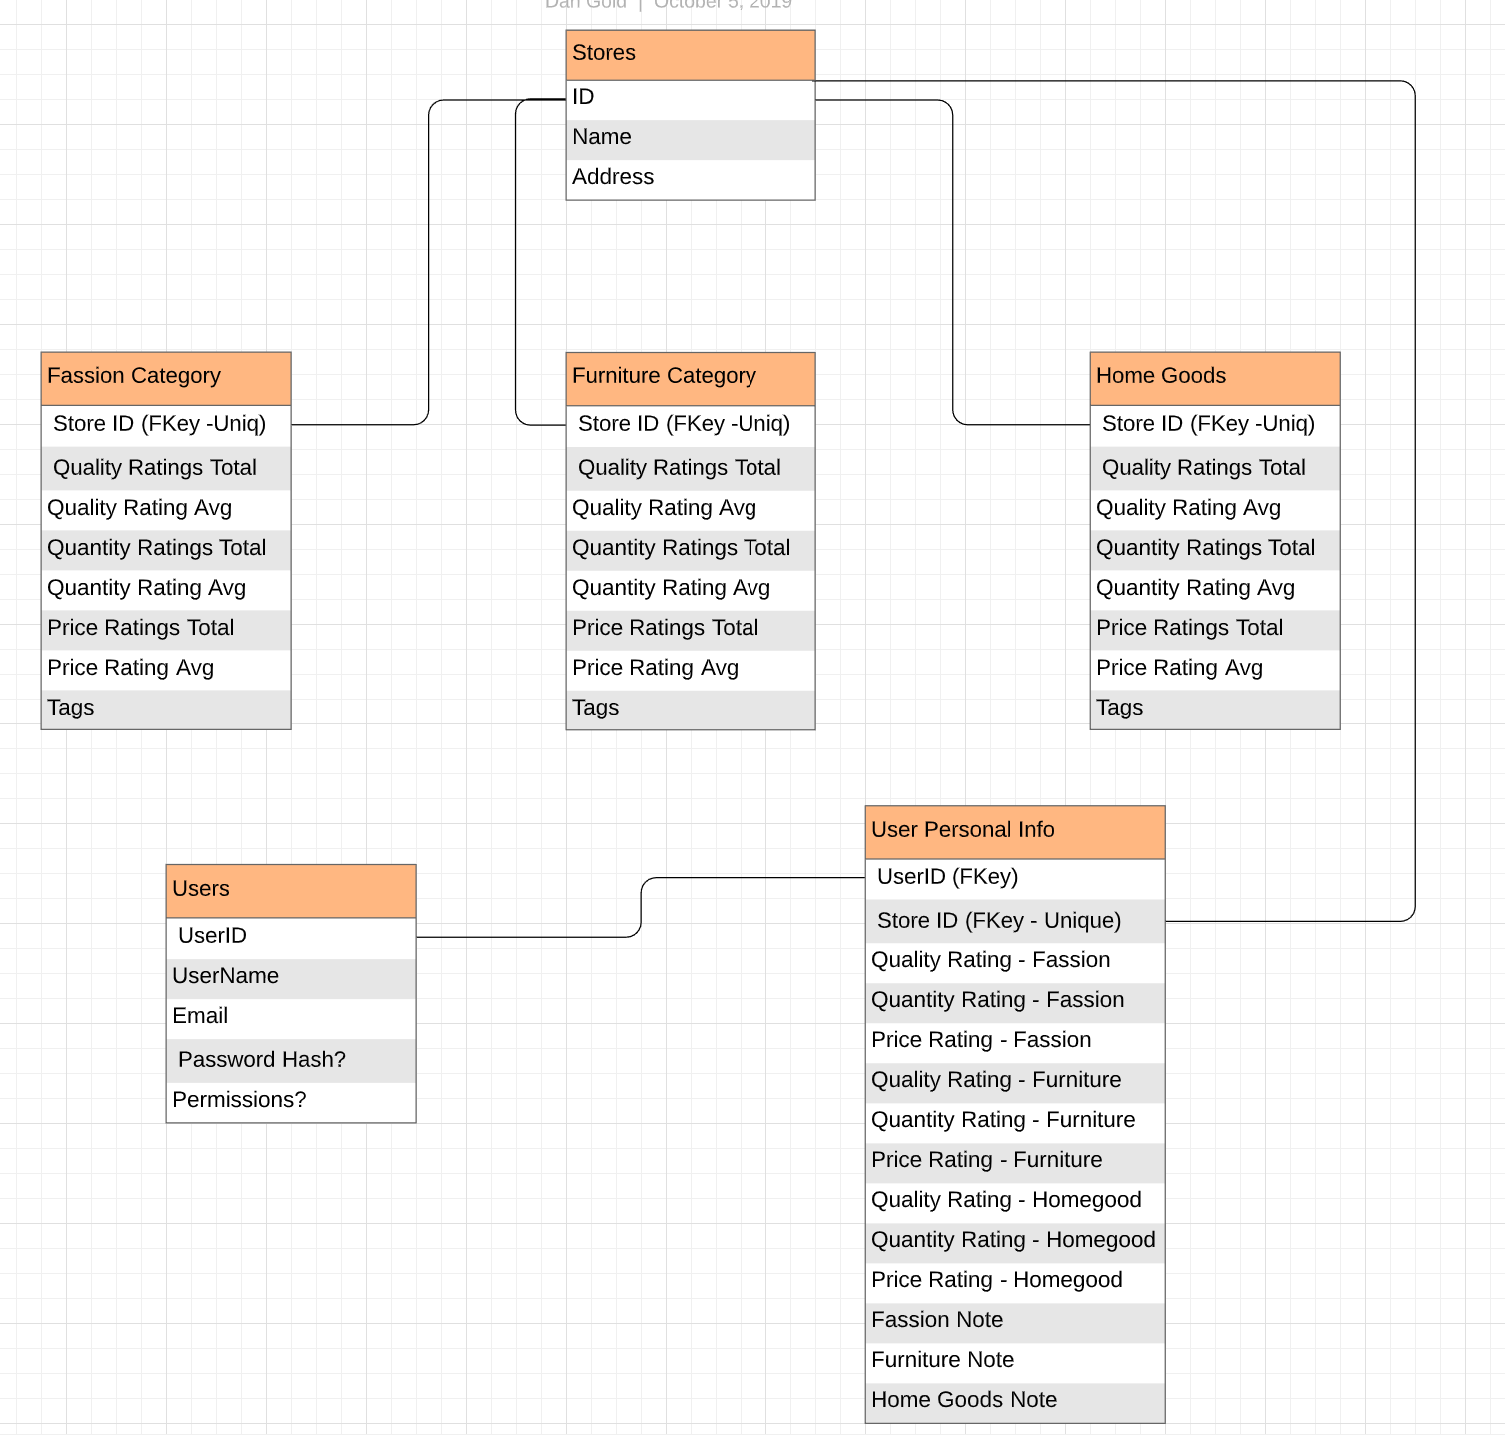 Dan Gold | October 5, 2019
Stores
ID
Name
Address
Fassion Category
Store ID (FKey -Uniq)
Quality Ratings Total
Quality Rating Avg
Quantity Ratings Total
Quantity Rating Avg
Price Ratings Total
Price Rating Avg
Tags
Furniture Category
Store ID (FKey -Uniq)
Quality Ratings Total
Quality Rating Avg
Quantity Ratings Total
Quantity Rating Avg
Price Ratings Total
Price Rating Avg
Tags
Home Goods
Store ID (FKey -Uniq)
Quality Ratings Total
Quality Rating Avg
Quantity Ratings Total
Quantity Rating Avg
Price Ratings Total
Price Rating Avg
Tags
Users
UserID
UserName
Email
Password Hash?
Permissions?
User Personal Info
UserID (FKey)
Store ID (FKey - Unique)
Quality Rating - Fassion
Quantity Rating - Fassion
Price Rating - Fassion
Quality Rating - Furniture
Quantity Rating - Furniture
Price Rating - Furniture
Quality Rating - Homegood
Quantity Rating - Homegood
Price Rating - Homegood
Fassion Note
Furniture Note
Home Goods Note